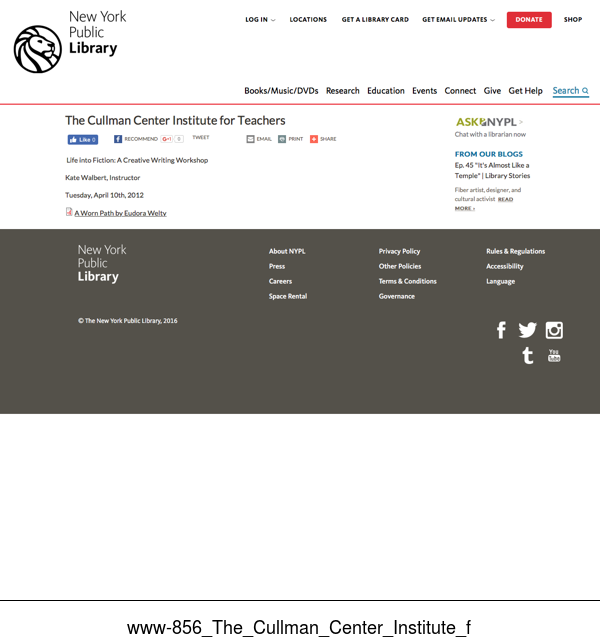 New York
Public
Library
LOG IN
LOCATIONS
GET A LIBRARY CARD
GET EMAIL UPDATES
DONATE
SHOP
Books/Music/DVDs
Research
Education
Events
Connect
Give
Get Help
Search
The Cullman Center Institute for Teachers
Like 0
RECOMMEND
G+1 0
TWEET
EMAIL
PRINT
SHARE
Life into Fiction: A Creative Writing Workshop
Kate Walbert, Instructor
Tuesday, April 10th, 2012
A Worn Path by Eudora Welty
ASK NYPL >
Chat with a librarian now
FROM OUR BLOGS
Ep. 45 "It's Almost Like a
Temple" | Library Stories
Fiber artist, designer, and
cultural activist READ
MORE ›
New York
Public
Library
About NYPL
Press
Careers
Space Rental
Privacy Policy
Other Policies
Terms & Conditions
Governance
Rules & Regulations
Accessibility
Language
© The New York Public Library, 2016
You
Tube
www-856_The_Cullman_Center_Institute_f